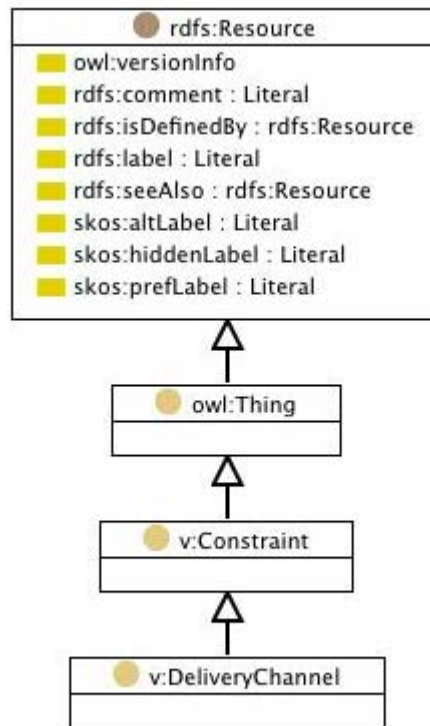 rdfs:Resource
owl:versionInfo
rdfs:comment : Literal
rdfs:isDefinedBy : rdfs:Resource
rdfs:label : Literal
rdfs:seeAlso : rdfs:Resource
skos:altLabel : Literal
skos:hiddenLabel : Literal
skos:prefLabel : Literal
owl:Thing
v:Constraint
v:DeliveryChannel